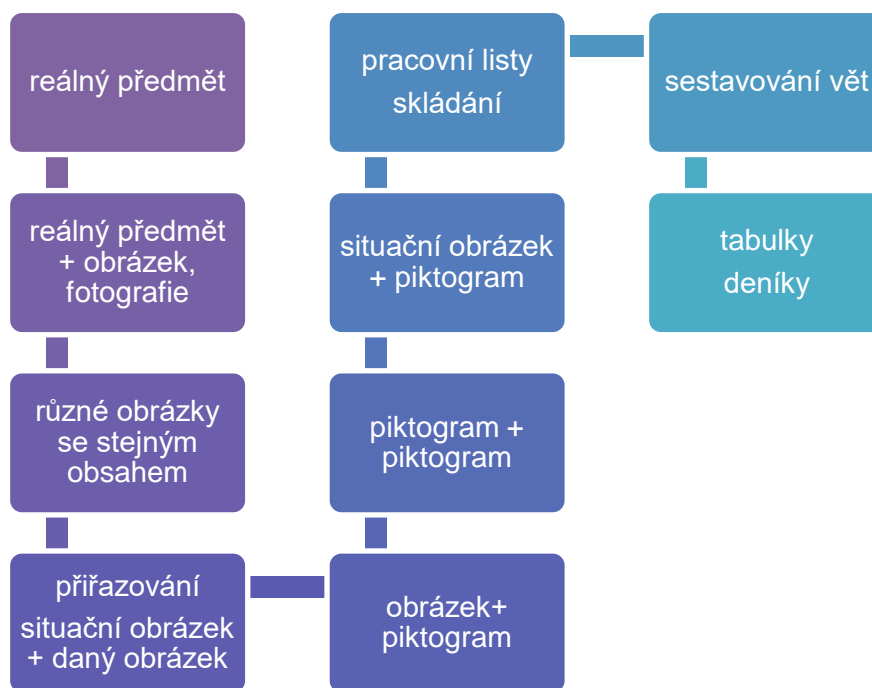 reálný předmět
reálný předmět
+ obrázek,
fotografie
různé obrázky
se stejným
obsahem
přiřazování
situační obrázek
+ daný obrázek
obrázek+
piktogram
piktogram +
piktogram
situační obrázek
+ piktogram
pracovní listy
skládání
sestavování vět
tabulky
deníky